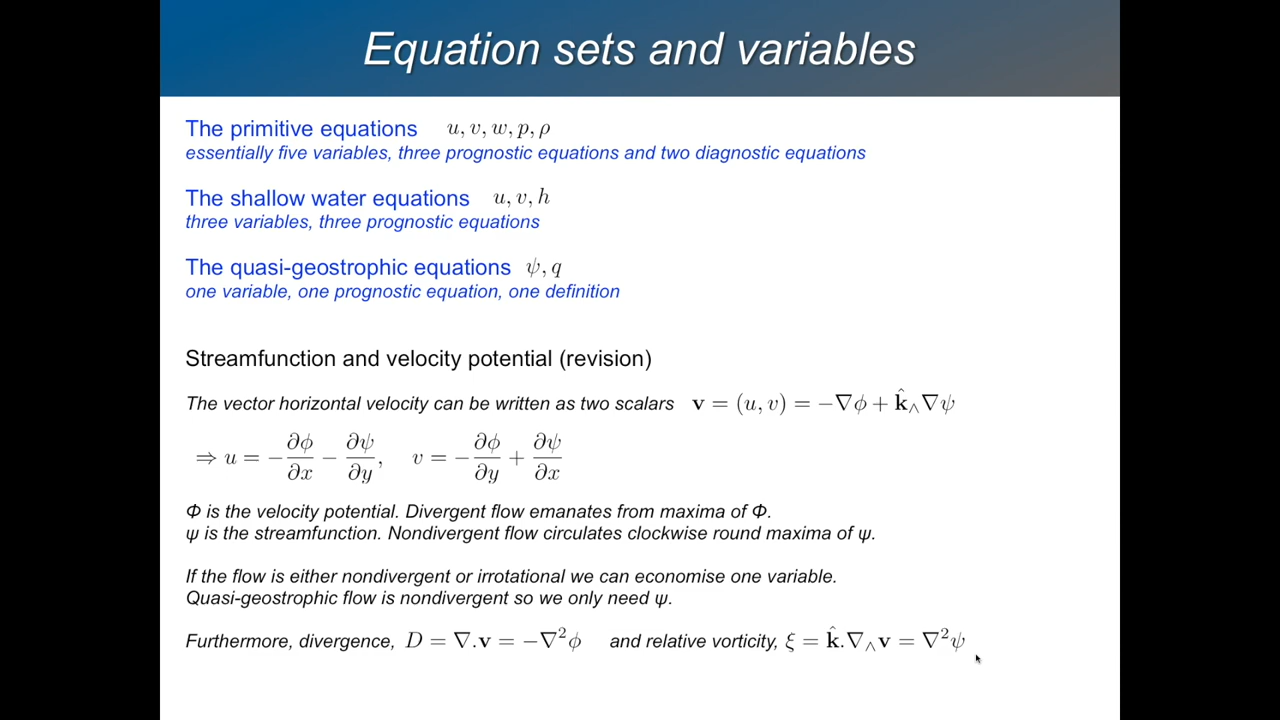 Equation sets and variables
The primitive equations u, v, w, p, ρ
essentially five variables, three prognostic equations and two diagnostic equations
The shallow water equations u, v, h
three variables, three prognostic equations
The quasi-geostrophic equations ψ, q
one variable, one prognostic equation, one definition
Streamfunction and velocity potential (revision)
The vector horizontal velocity can be written as two scalars v = (u, v) = −∇ϕ + k̂∧∇ψ
⇒ u = −∂ϕ/∂x − ∂ψ/∂y, v = −∂ϕ/∂y + ∂ψ/∂x
Φ is the velocity potential. Divergent flow emanates from maxima of Φ.
ψ is the streamfunction. Nondivergent flow circulates clockwise round maxima of ψ.
If the flow is either nondivergent or irrotational we can economise one variable.
Quasi-geostrophic flow is nondivergent so we only need ψ.
Furthermore, divergence, D = ∇.v = −∇²ϕ and relative vorticity, ξ = k̂.∇∧v = ∇²ψ